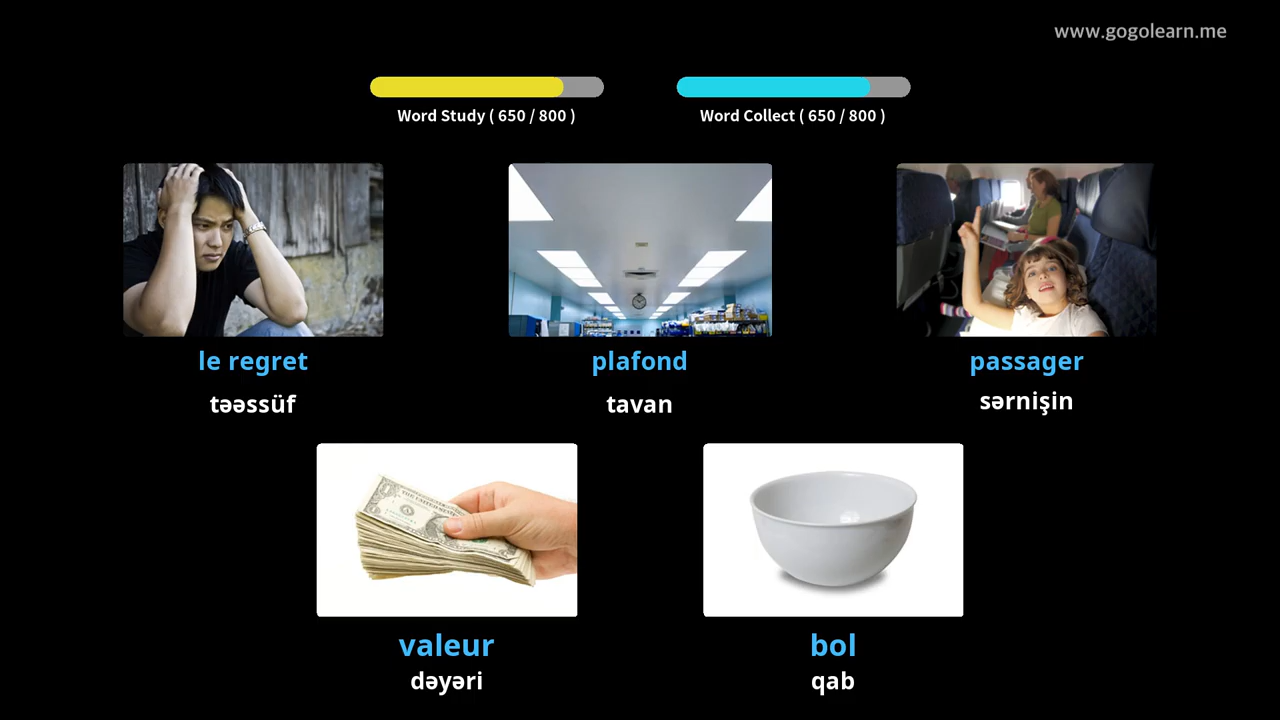 www.gogolearn.me
Word Study ( 650 / 800 )
Word Collect ( 650 / 800 )
le regret
təəssüf
plafond
tavan
passager
sərnişin
valeur
dəyəri
bol
qab